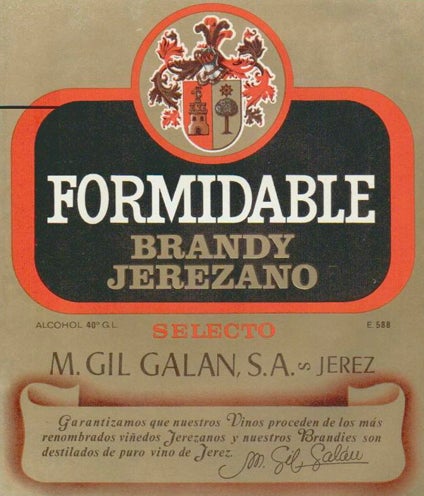 FORMIDABLE
BRANDY
JEREZANO
ALCOHOL 40º G.L.
SELECTO
E. 588
M. GIL GALAN, S.A. JEREZ
Garantizamos que nuestros Vinos proceden de los más
renombrados viñedos Jerezanos y nuestros Brandies son
destilados de puro vino de Jerez.
M. Gil Galán